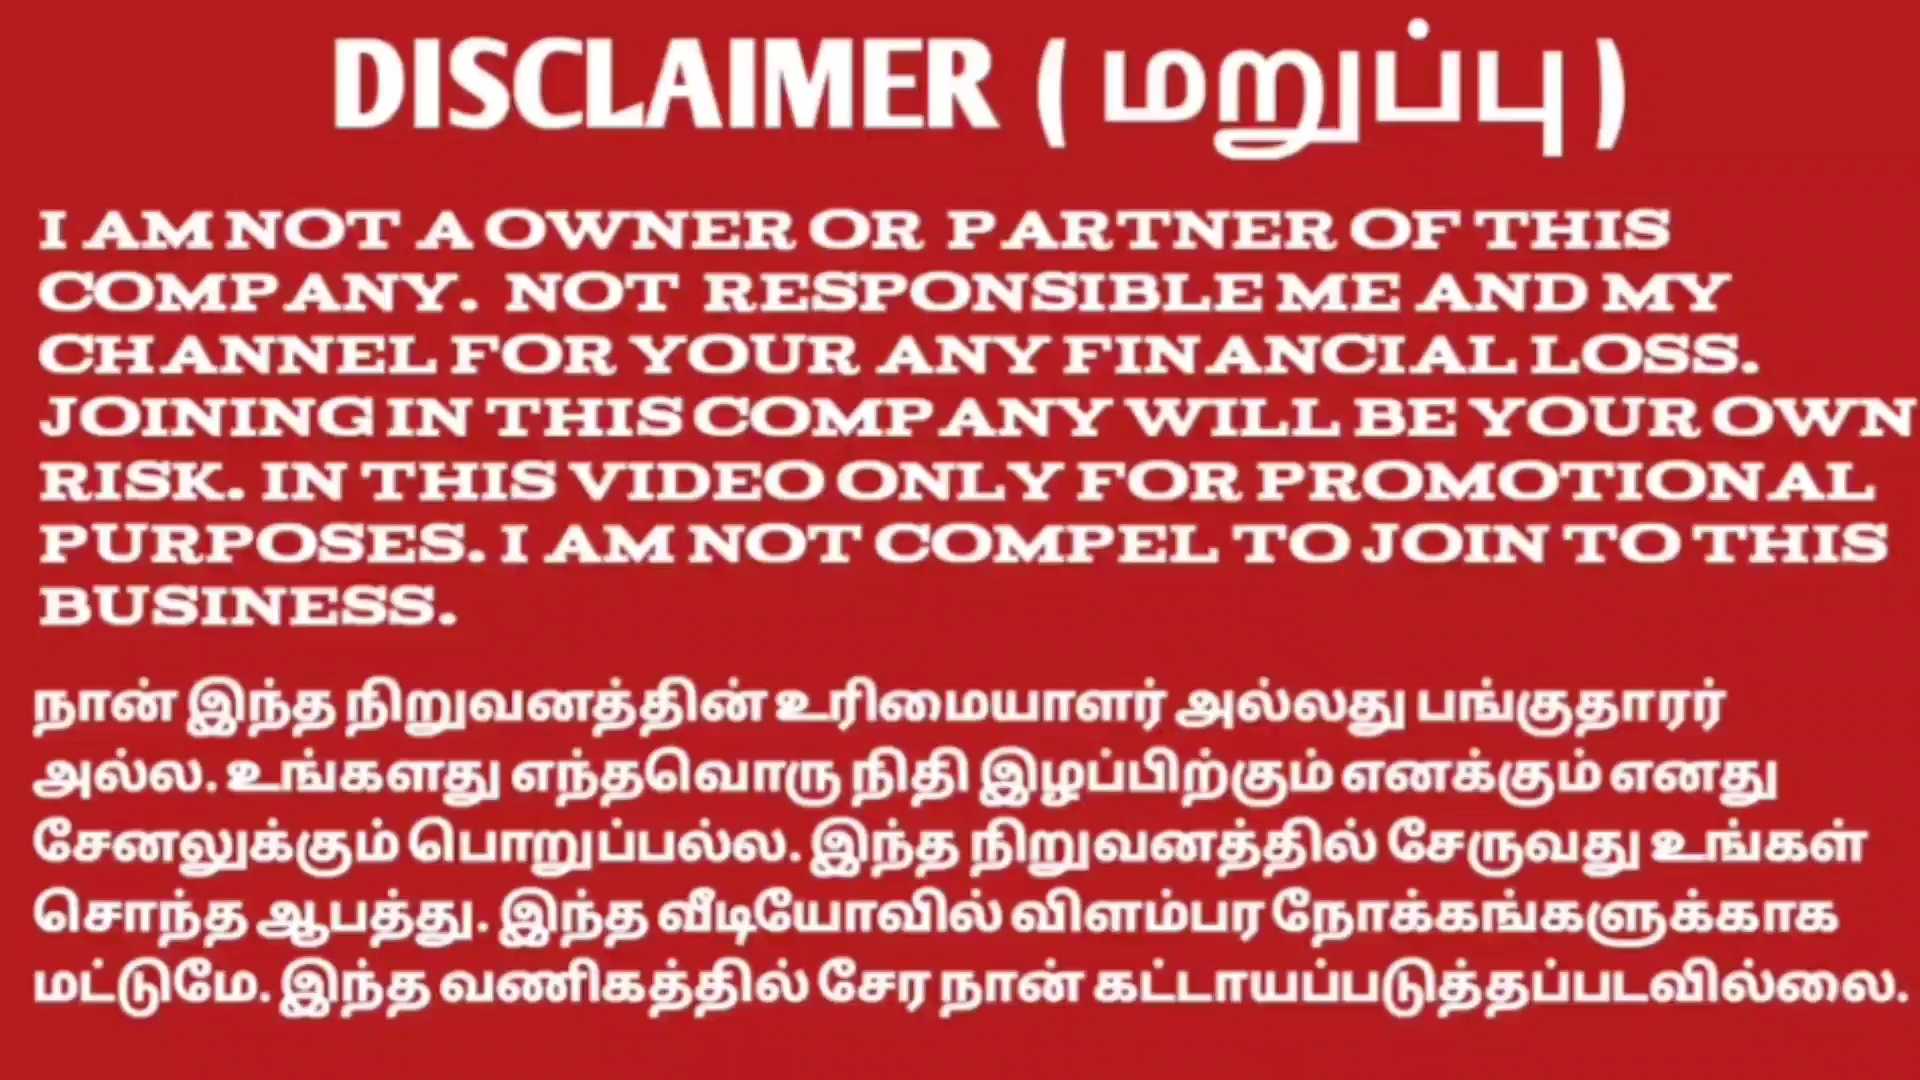 DISCLAIMER ( மறுப்பு )
I AM NOT A OWNER OR PARTNER OF THIS
COMPANY. NOT RESPONSIBLE ME AND MY
CHANNEL FOR YOUR ANY FINANCIAL LOSS.
JOINING IN THIS COMPANY WILL BE YOUR OWN
RISK. IN THIS VIDEO ONLY FOR PROMOTIONAL
PURPOSES. I AM NOT COMPEL TO JOIN TO THIS
BUSINESS.
நான் இந்த நிறுவனத்தின் உரிமையாளர் அல்லது பங்குதாரர்
அல்ல. உங்களது எந்தவொரு நிதி இழப்பிற்கும் எனக்கும் எனது
சேனலுக்கும் பொறுப்பல்ல. இந்த நிறுவனத்தில் சேருவது உங்கள்
சொந்த ஆபத்து. இந்த வீடியோவில் விளம்பர நோக்கங்களுக்காக
மட்டுமே. இந்த வணிகத்தில் சேர நான் கட்டாயப்படுத்தப்படவில்லை.